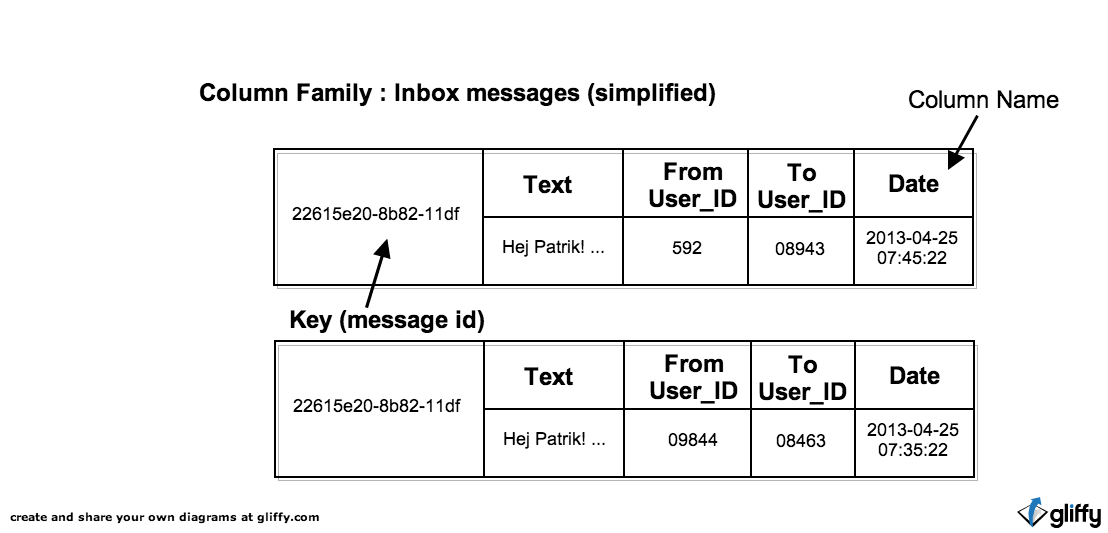 Column Family : Inbox messages (simplified)
Column Name
22615e20-8b82-11df
Text
From
User_ID
To
User_ID
Date
Hej Patrik! ...
592
08943
2013-04-25
07:45:22
Key (message id)
22615e20-8b82-11df
Text
From
User_ID
To
User_ID
Date
Hej Patrik! ...
09844
08463
2013-04-25
07:35:22
create and share your own diagrams at gliffy.com
gliffy